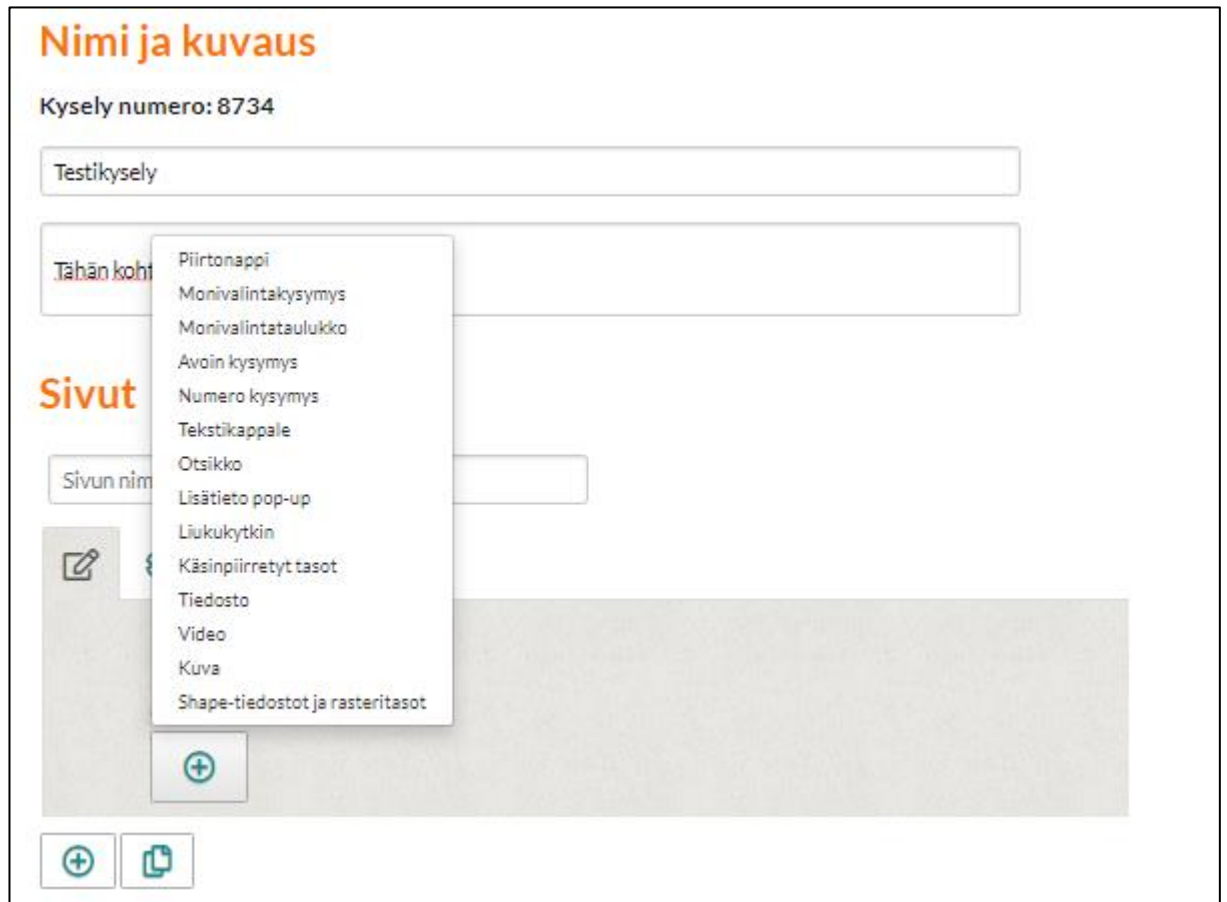 Nimi ja kuvaus
Kysely numero: 8734
Testikysely
Tähän koht
Piirtonappi
Monivalintakysymys
Monivalintataulukko
Avoin kysymys
Numero kysymys
Tekstikappale
Otsikko
Lisätieto pop-up
Liukukytkin
Käsinpiirretyt tasot
Tiedosto
Video
Kuva
Shape-tiedostot ja rasteritasot
Sivut
Sivun nim